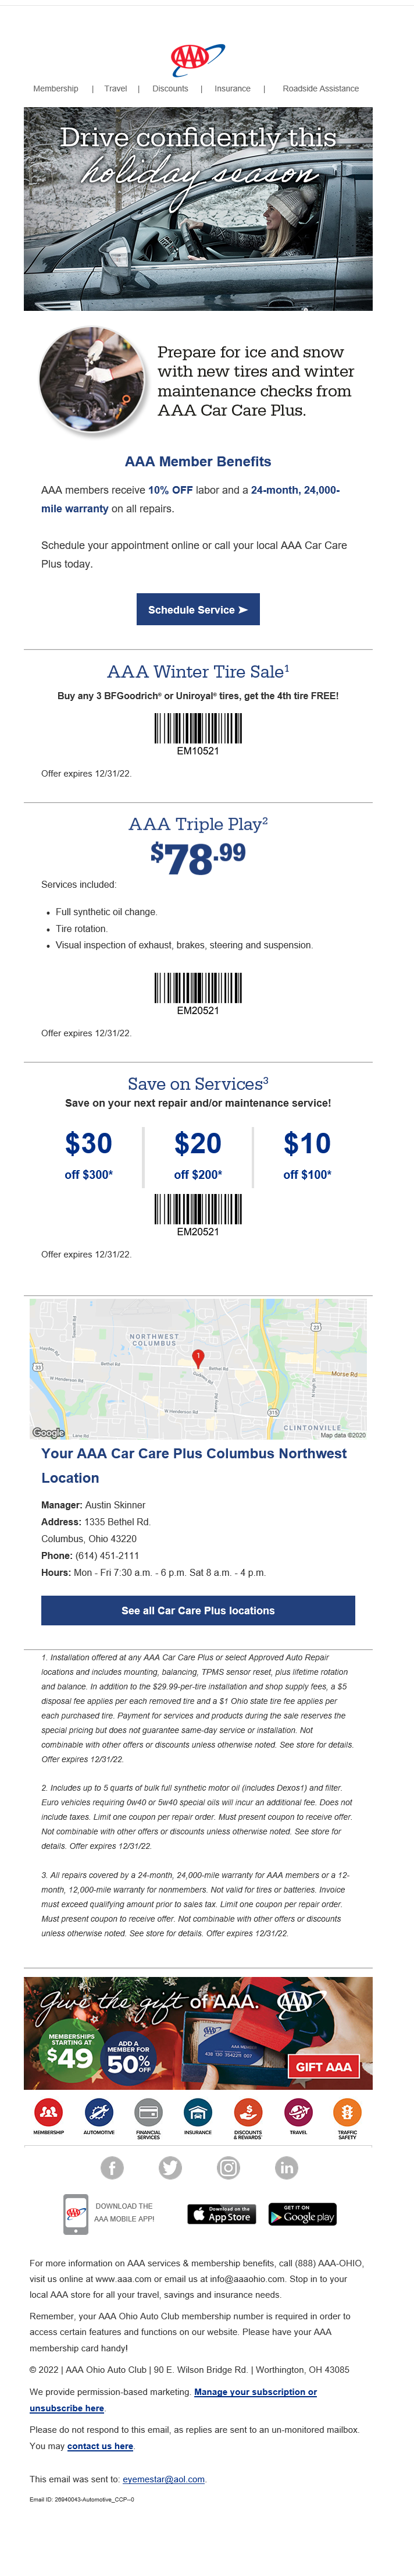 AAA
Membership | Travel | Discounts | Insurance | Roadside Assistance
Drive confidently this
holiday season
Prepare for ice and snow
with new tires and winter
maintenance checks from
AAA Car Care Plus.
AAA Member Benefits
AAA members receive 10% OFF labor and a 24-month, 24,000-
mile warranty on all repairs.
Schedule your appointment online or call your local AAA Car Care
Plus today.
Schedule Service ➤
AAA Winter Tire Sale1
Buy any 3 BFGoodrich® or Uniroyal® tires, get the 4th tire FREE!
EM10521
Offer expires 12/31/22.
AAA Triple Play2
$78.99
Services included:
• Full synthetic oil change.
• Tire rotation.
• Visual inspection of exhaust, brakes, steering and suspension.
EM20521
Offer expires 12/31/22.
Save on Services3
Save on your next repair and/or maintenance service!
$30 $20 $10
off $300* off $200* off $100*
EM20521
Offer expires 12/31/22.
NORTHWEST
COLUMBUS
23
Bethel Rd
1
Bethel Rd
Morse Rd
33
W Henderson Rd
W Henderson Rd
315
CLINTONVILLE
Google
Map data ©2020
Your AAA Car Care Plus Columbus Northwest
Location
Manager: Austin Skinner
Address: 1335 Bethel Rd.
Columbus, Ohio 43220
Phone: (614) 451-2111
Hours: Mon - Fri 7:30 a.m. - 6 p.m. Sat 8 a.m. - 4 p.m.
See all Car Care Plus locations
1. Installation offered at any AAA Car Care Plus or select Approved Auto Repair
locations and includes mounting, balancing, TPMS sensor reset, plus lifetime rotation
and balance. In addition to the $29.99-per-tire installation and shop supply fees, a $5
disposal fee applies per each removed tire and a $1 Ohio state tire fee applies per
each purchased tire. Payment for services and products during the sale reserves the
special pricing but does not guarantee same-day service or installation. Not
combinable with other offers or discounts unless otherwise noted. See store for details.
Offer expires 12/31/22.
2. Includes up to 5 quarts of bulk full synthetic motor oil (includes Dexos1) and filter.
Euro vehicles requiring 0w40 or 5w40 special oils will incur an additional fee. Does not
include taxes. Limit one coupon per repair order. Must present coupon to receive offer.
Not combinable with other offers or discounts unless otherwise noted. See store for
details. Offer expires 12/31/22.
3. All repairs covered by a 24-month, 24,000-mile warranty for AAA members or a 12-
month, 12,000-mile warranty for nonmembers. Not valid for tires or batteries. Invoice
must exceed qualifying amount prior to sales tax. Limit one coupon per repair order.
Must present coupon to receive offer. Not combinable with other offers or discounts
unless otherwise noted. See store for details. Offer expires 12/31/22.
Give the gift of AAA.
AAA
MEMBERSHIPS
STARTING AT
$49
ADD A
MEMBER FOR
50% OFF
GIFT AAA
MEMBERSHIP
AUTOMOTIVE
FINANCIAL
SERVICES
INSURANCE
DISCOUNTS
& REWARDS
TRAVEL
TRAFFIC
SAFETY
DOWNLOAD THE
AAA MOBILE APP!
Download on the
App Store
GET IT ON
Google play
For more information on AAA services & membership benefits, call (888) AAA-OHIO,
visit us online at www.aaa.com or email us at info@aaaohio.com. Stop in to your
local AAA store for all your travel, savings and insurance needs.
Remember, your AAA Ohio Auto Club membership number is required in order to
access certain features and functions on our website. Please have your AAA
membership card handy!
© 2022 | AAA Ohio Auto Club | 90 E. Wilson Bridge Rd. | Worthington, OH 43085
We provide permission-based marketing. Manage your subscription or
unsubscribe here.
Please do not respond to this email, as replies are sent to an un-monitored mailbox.
You may contact us here.
This email was sent to: eyemestar@aol.com.
Email ID: 26940043-Automotive_CCP--0